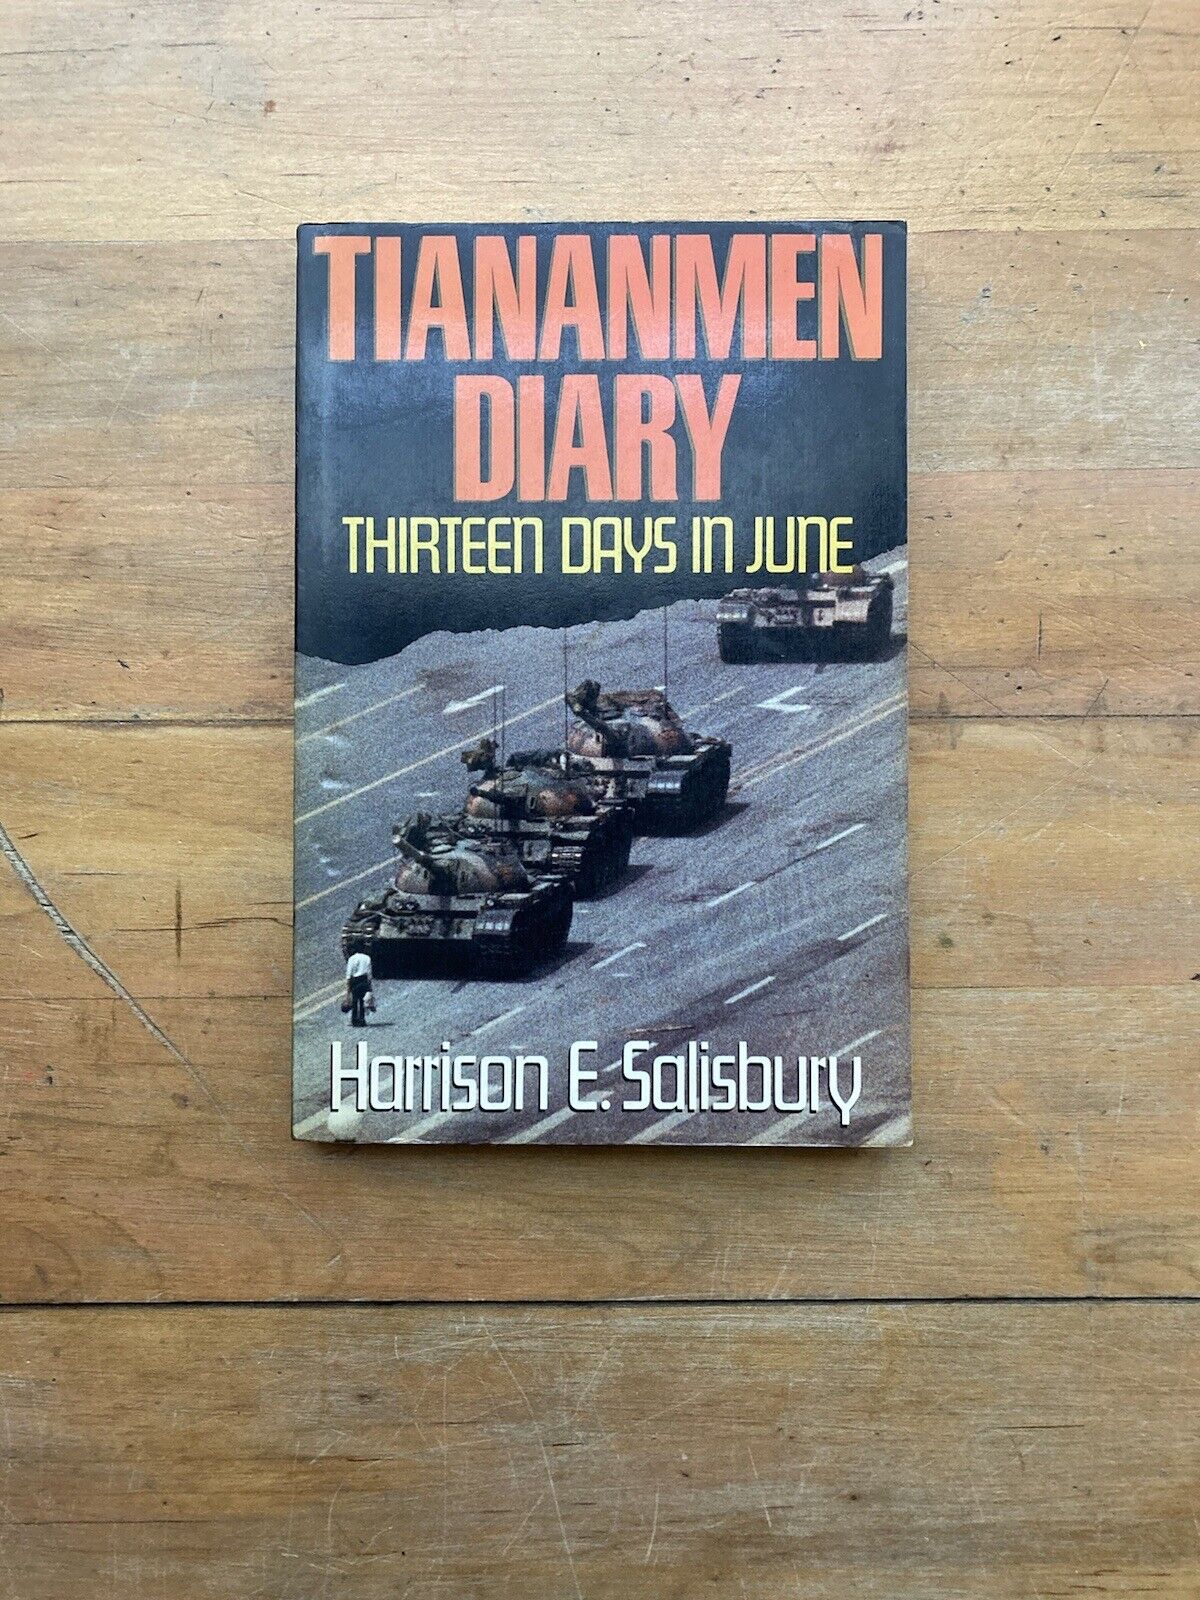 TIANANMEN
DIARY
THIRTEEN DAYS IN JUNE
Harrison E. Salisbury